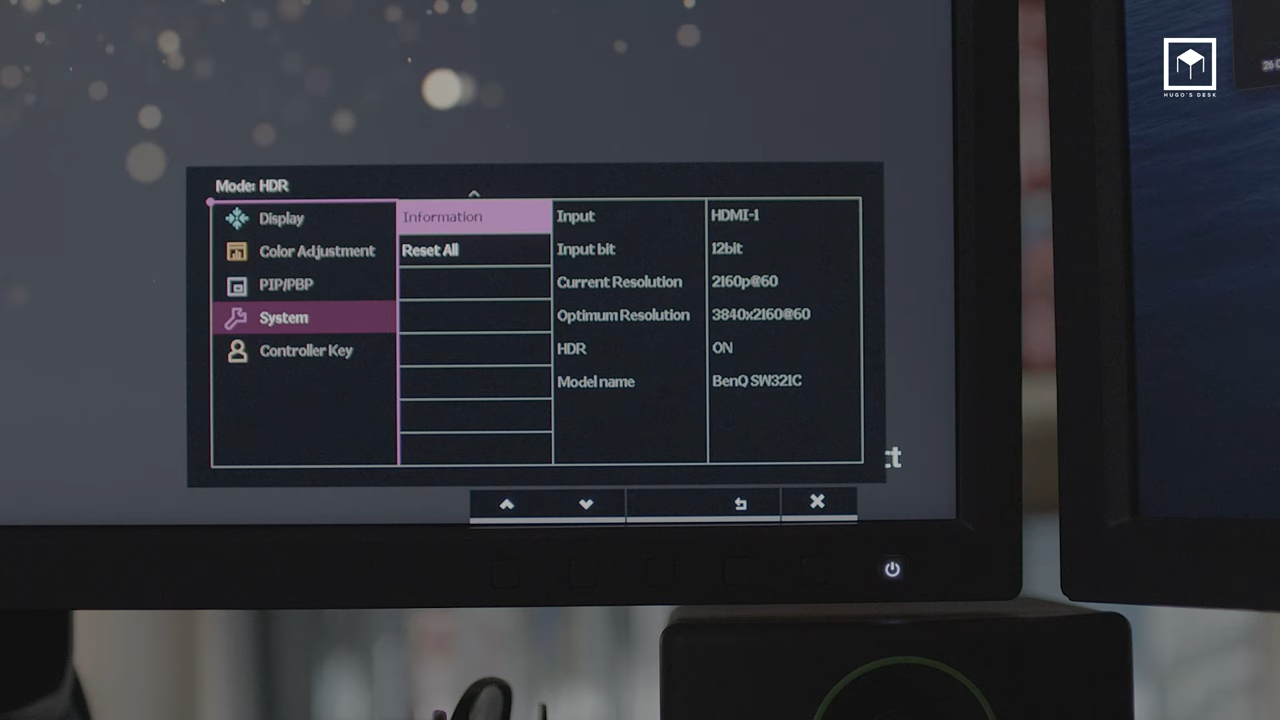 HUGO'S DESK
Mode: HDR
Display
Color Adjustment
PIP/PBP
System
Controller Key
Information
Reset All
Input HDMI-1
Input bit 12bit
Current Resolution 2160p@60
Optimum Resolution 3840x2160@60
HDR ON
Model name BenQ SW321C